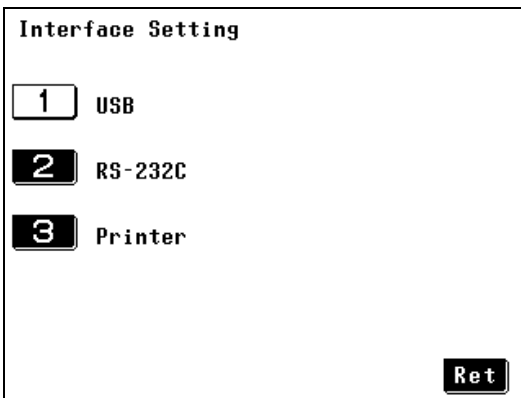 Interface Setting
1 USB
2 RS-232C
3 Printer
Ret